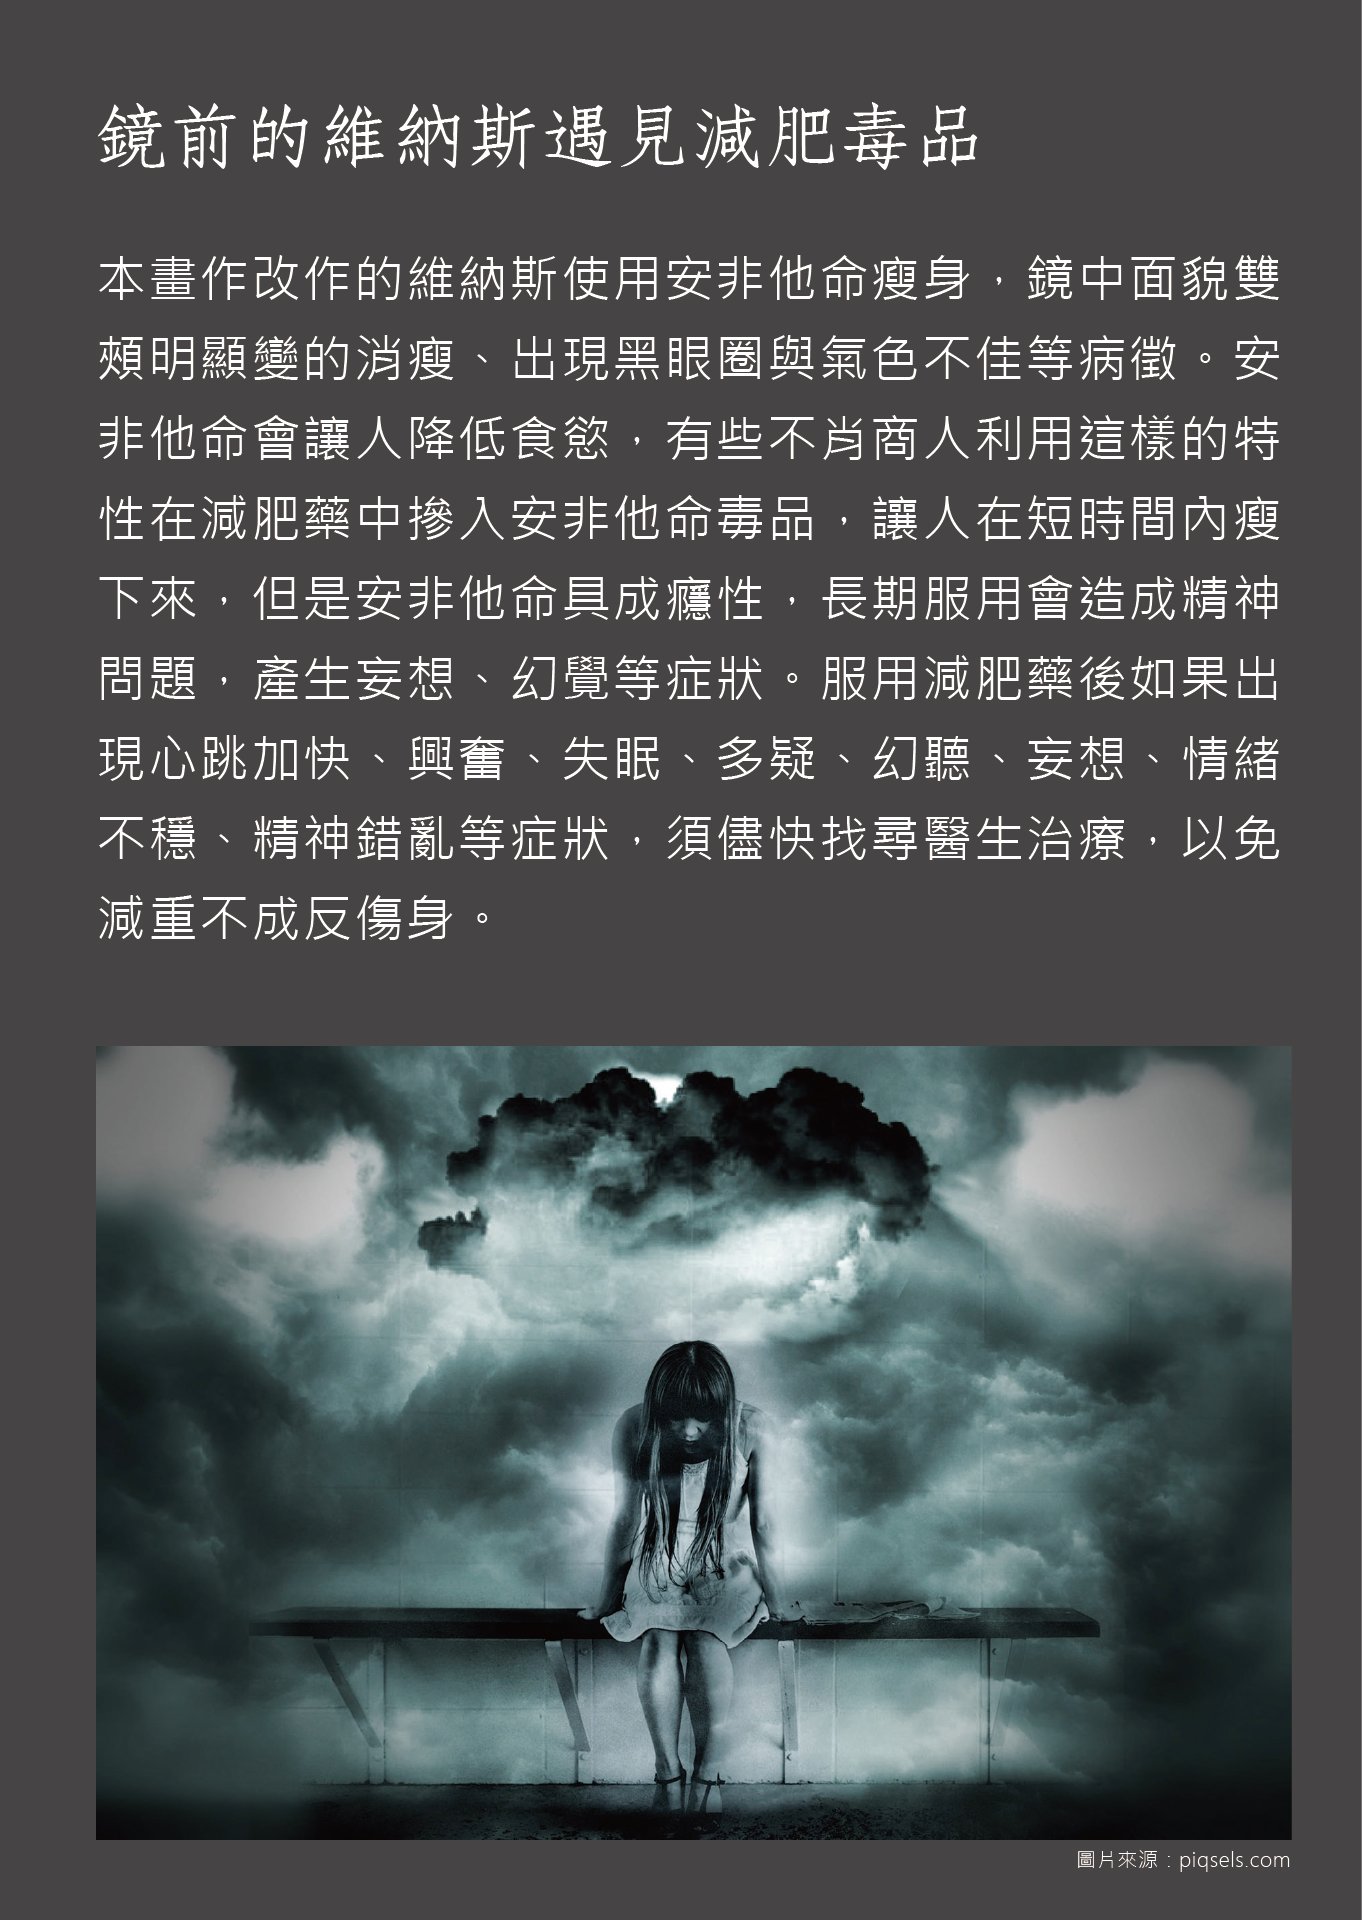 鏡前的維納斯遇見減肥毒品
本畫作改作的維納斯使用安非他命瘦身，鏡中面貌雙
頰明顯變的消瘦、出現黑眼圈與氣色不佳等病徵。安
非他命會讓人降低食慾，有些不肖商人利用這樣的特
性在減肥藥中摻入安非他命毒品，讓人在短時間內瘦
下來，但是安非他命具成癮性，長期服用會造成精神
問題，產生妄想、幻覺等症狀。服用減肥藥後如果出
現心跳加快、興奮、失眠、多疑、幻聽、妄想、情緒
不穩、精神錯亂等症狀，須儘快找尋醫生治療，以免
減重不成反傷身。
圖片來源：piqsels.com